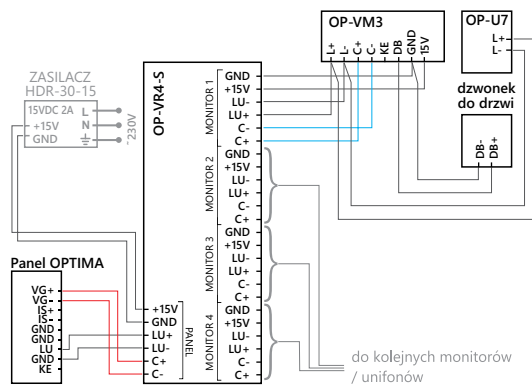 OP-VM3
L+
L-
C+
C-
KE
DB
GND
15V
OP-U7
L+
L-
dzwonek
do drzwi
DB-
DB+
ZASILACZ
HDR-30-15
15VDC 2A
+15V
GND
L
N
~230V
OP-VR4-S
MONITOR 1
GND
+15V
LU-
LU+
C-
C+
MONITOR 2
GND
+15V
LU-
LU+
C-
C+
MONITOR 3
GND
+15V
LU-
LU+
C-
C+
MONITOR 4
GND
+15V
LU-
LU+
C-
C+
PANEL
+15V
GND
LU+
LU-
C+
C-
Panel OPTIMA
VG+
VG-
IS+
IS-
GND
GND
LU
GND
KE
do kolejnych monitorów
/ unifonów